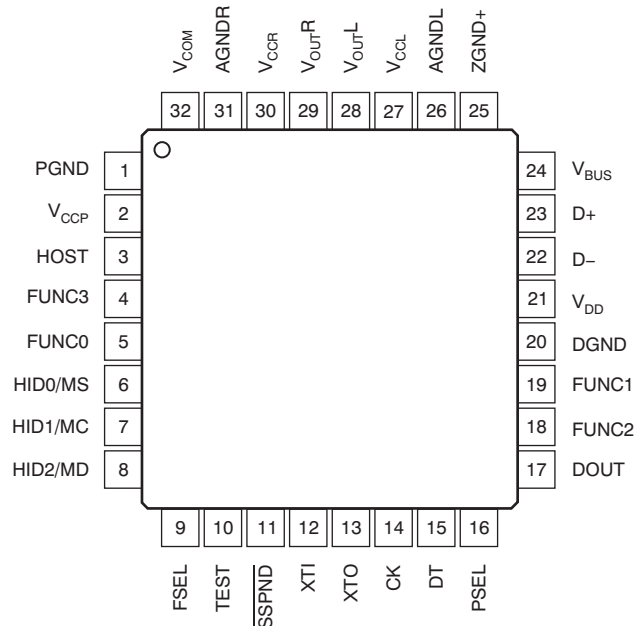 VCOM
AGNDR
VCCR
VOUTR
VOUTL
VCCL
AGNDL
ZGND+
32 31 30 29 28 27 26 25
PGND 1 24 VBUS
VCCP 2 23 D+
HOST 3 22 D−
FUNC3 4 21 VDD
FUNC0 5 20 DGND
HID0/MS 6 19 FUNC1
HID1/MC 7 18 FUNC2
HID2/MD 8 17 DOUT
9 10 11 12 13 14 15 16
FSEL
TEST
SSPND
XTI
XTO
CK
DT
PSEL